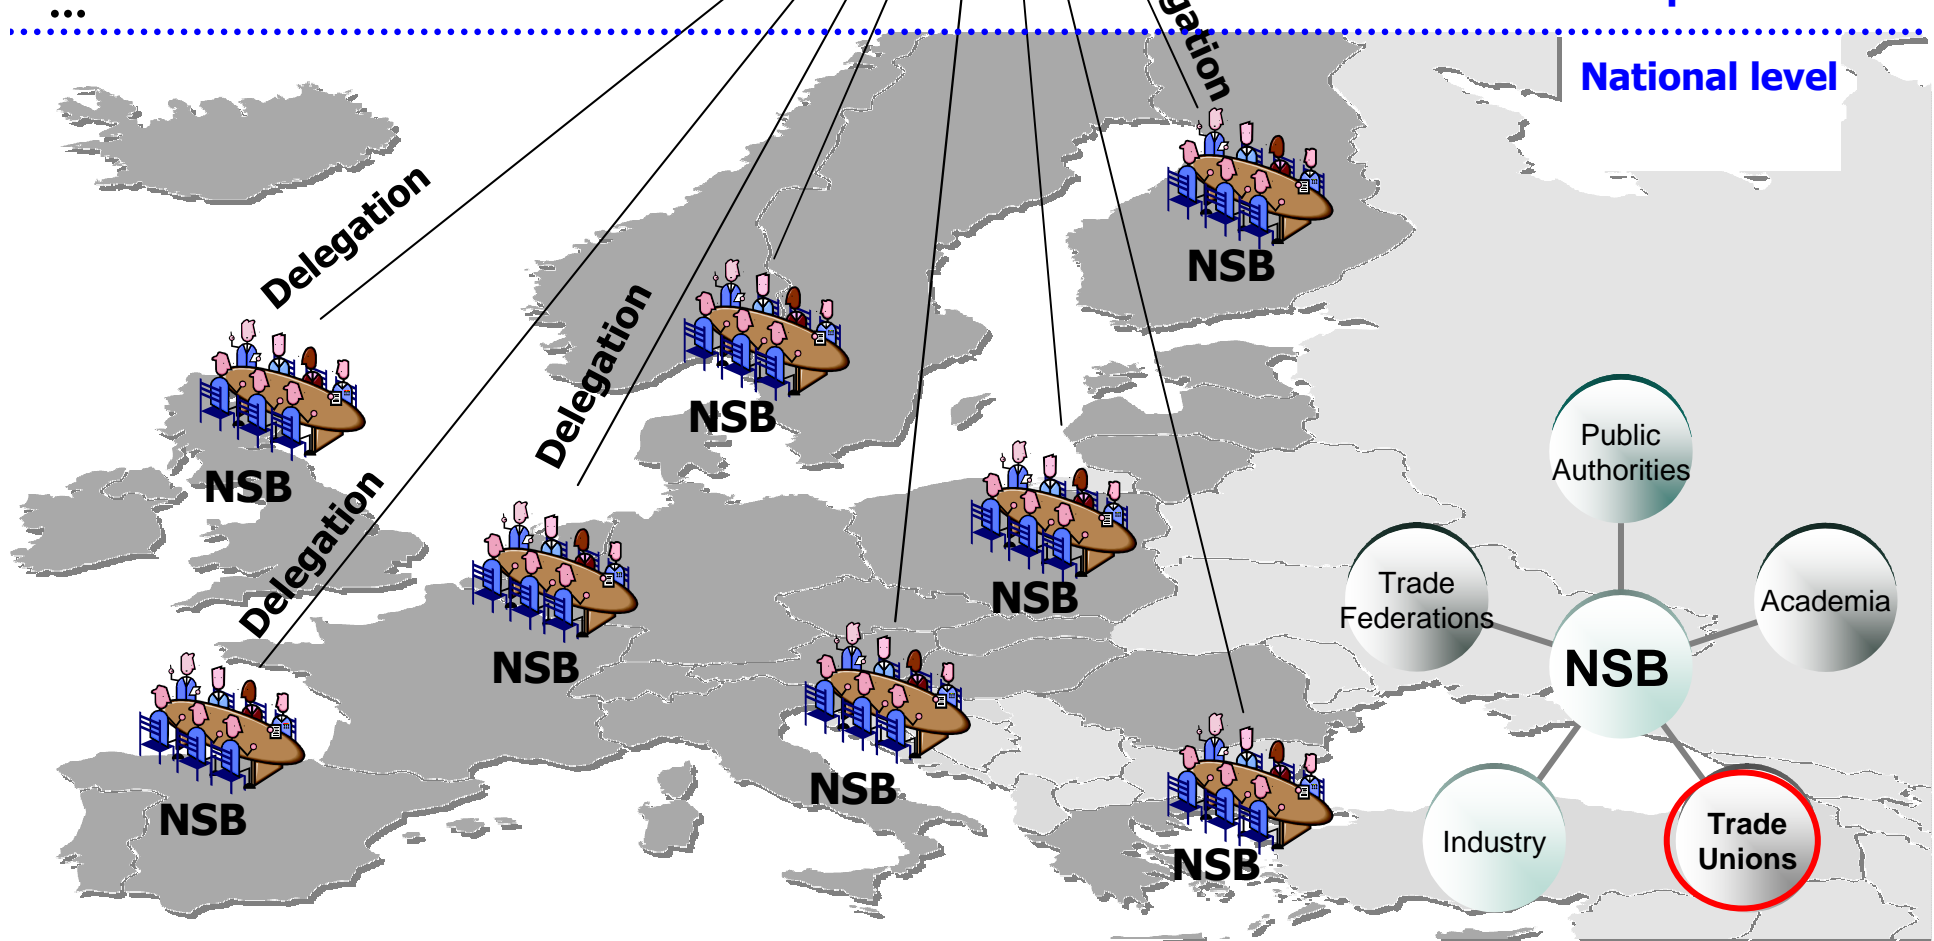 ...
National level
gation
NSB
Delegation
NSB
Delegation
NSB
Delegation
NSB
NSB
NSB
NSB
NSB
Public
Authorities
Trade
Federations
Academia
NSB
Industry
Trade
Unions